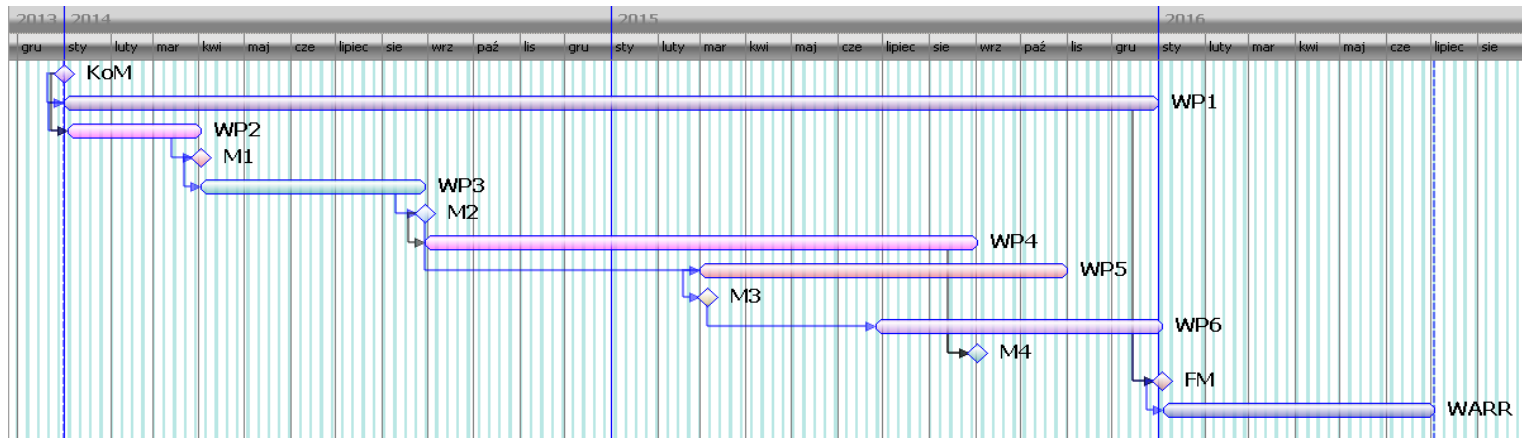 2013 2014 2015 2016
gru sty luty mar kwi maj cze lipiec sie wrz paź lis gru sty luty mar kwi maj cze lipiec sie wrz paź lis gru sty luty mar kwi maj cze lipiec sie
KoM
WP1
WP2
M1
WP3
M2
WP4
WP5
M3
WP6
M4
FM
WARR